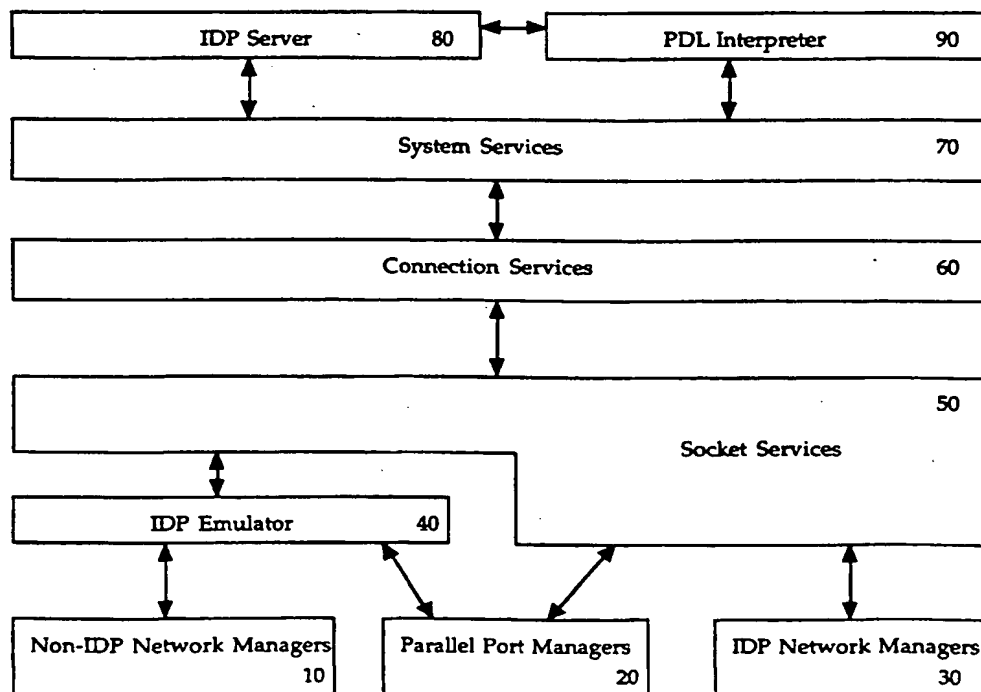 IDP Server 80
PDL Interpreter 90
System Services 70
Connection Services 60
50
Socket Services
IDP Emulator 40
Non-IDP Network Managers
10
Parallel Port Managers
20
IDP Network Managers
30